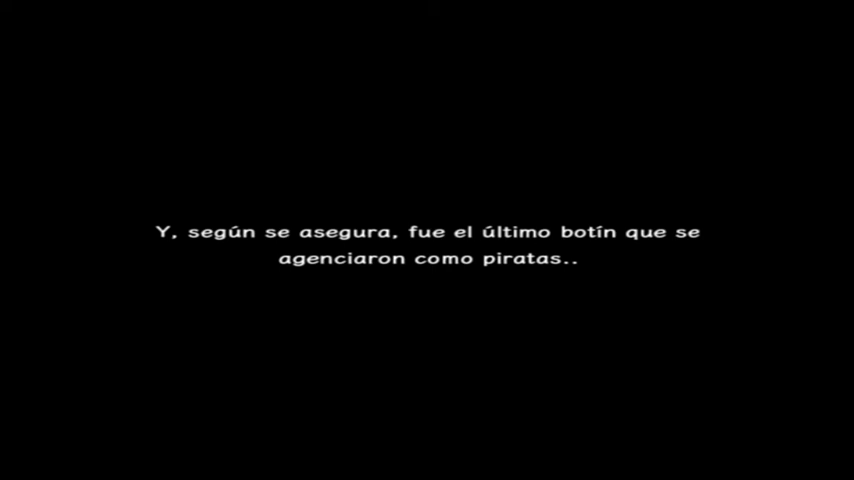 Y, según se asegura, fue el último botín que se
agenciaron como piratas..